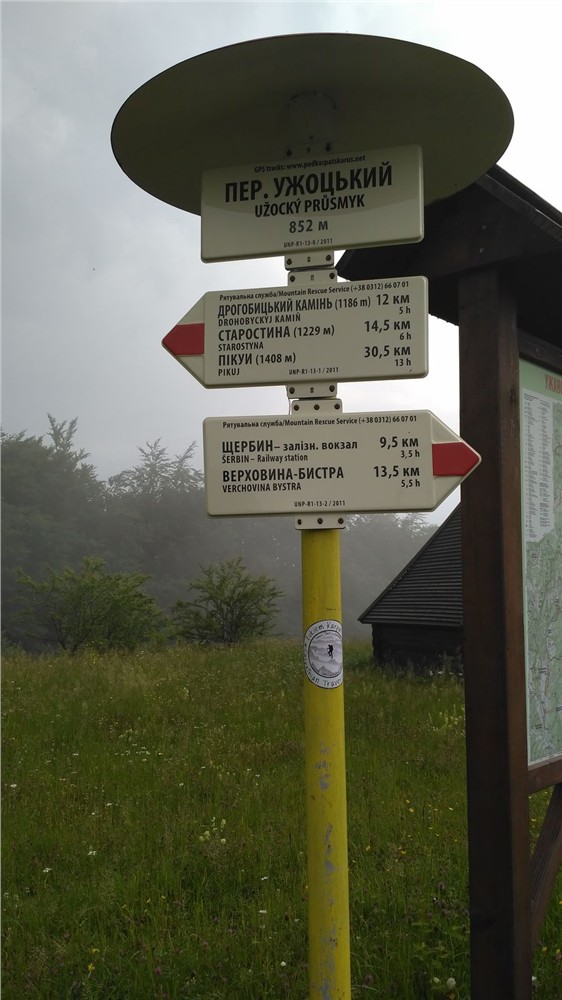 GPS tracks: www.podkarpatskarus.net
ПЕР. УЖОЦЬКИЙ
UŽOCKÝ PRŮSMYK
852 м
UNP-R1-13-0 / 2011
Рятувальна служба/Mountain Rescue Service (+38 0312) 66 07 01
ДРОГОБИЦЬКИЙ КАМІНЬ (1186 m) 12 км
DROHOBYCKÝJ KAMIŇ 5 h
СТАРОСТИНА (1229 м) 14,5 км
STAROSTYNA 6 h
ПІКУИ (1408 м) 30,5 км
PIKUJ 13 h
UNP-R1-13-1 / 2011
Рятувальна служба/Mountain Rescue Service (+38 0312) 66 07 01
ЩЕРБИН – залізн. вокзал 9,5 км
ŠERBIN – Railway station 3,5 h
ВЕРХОВИНА-БИСТРА 13,5 км
VERCHOVINA BYSTRA 5,5 h
UNP-R1-13-2 / 2011